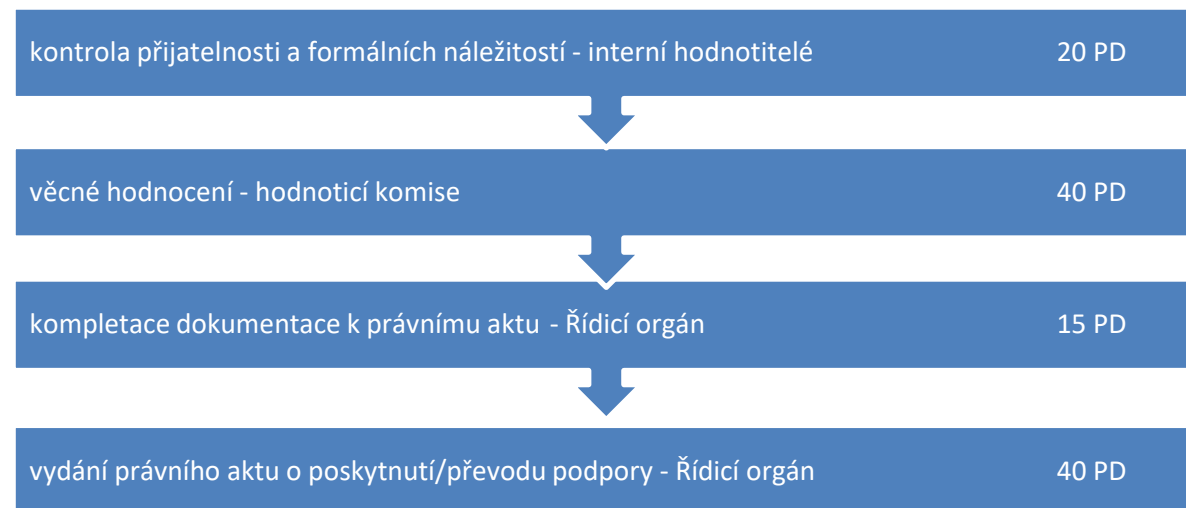 kontrola přijatelnosti a formálních náležitostí - interní hodnotitelé 20 PD
věcné hodnocení - hodnoticí komise 40 PD
kompletace dokumentace k právnímu aktu - Řídicí orgán 15 PD
vydání právního aktu o poskytnutí/převodu podpory - Řídicí orgán 40 PD